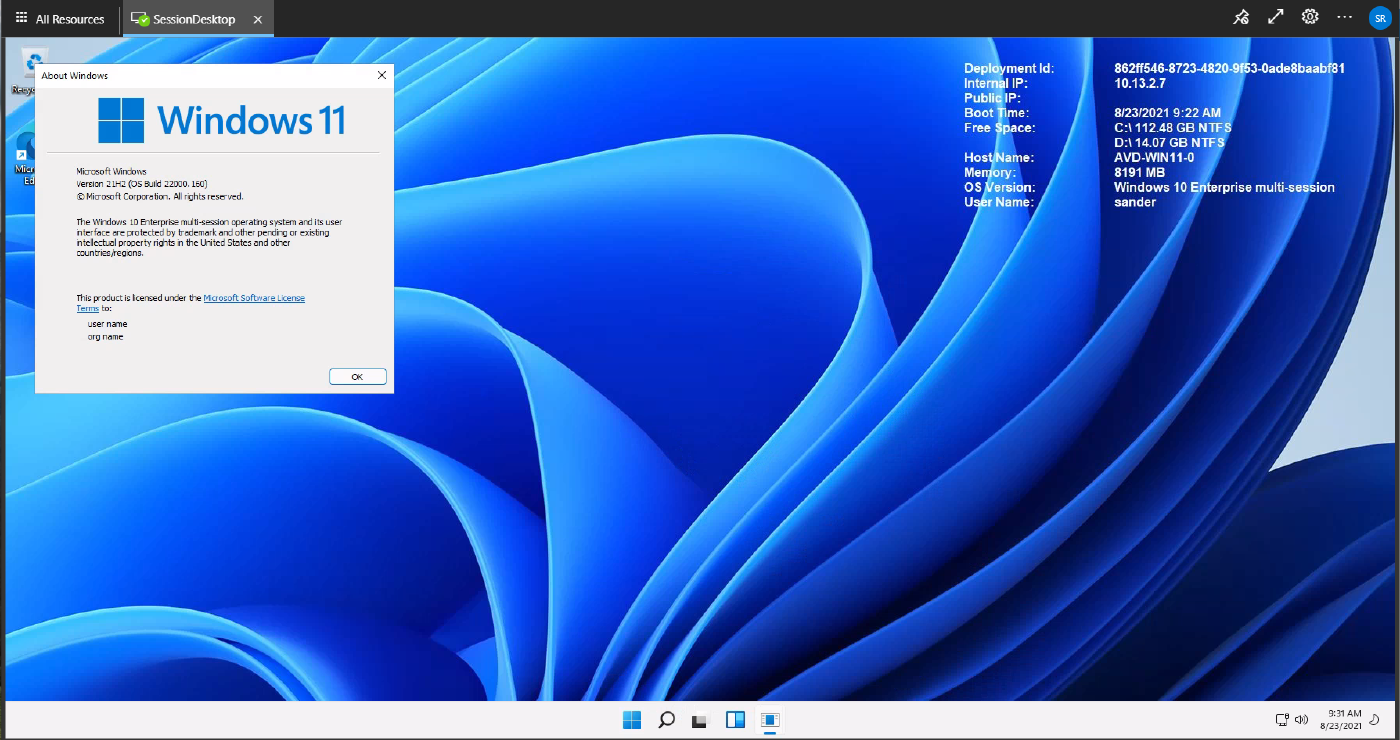 All Resources
SessionDesktop
SR
About Windows
Windows 11
Microsoft Windows
Version 21H2 (OS Build 22000.160)
© Microsoft Corporation. All rights reserved.
The Windows 10 Enterprise multi-session operating system and its user
interface are protected by trademark and other pending or existing
intellectual property rights in the United States and other
countries/regions.
This product is licensed under the Microsoft Software License
Terms to:
user name
org name
OK
Recyc
Micr
Ed
Deployment Id: 862ff546-8723-4820-9f53-0ade8baabf81
Internal IP: 10.13.2.7
Public IP:
Boot Time: 8/23/2021 9:22 AM
Free Space: C:\ 112.48 GB NTFS
D:\ 14.07 GB NTFS
Host Name: AVD-WIN11-0
Memory: 8191 MB
OS Version: Windows 10 Enterprise multi-session
User Name: sander
9:31 AM
8/23/2021